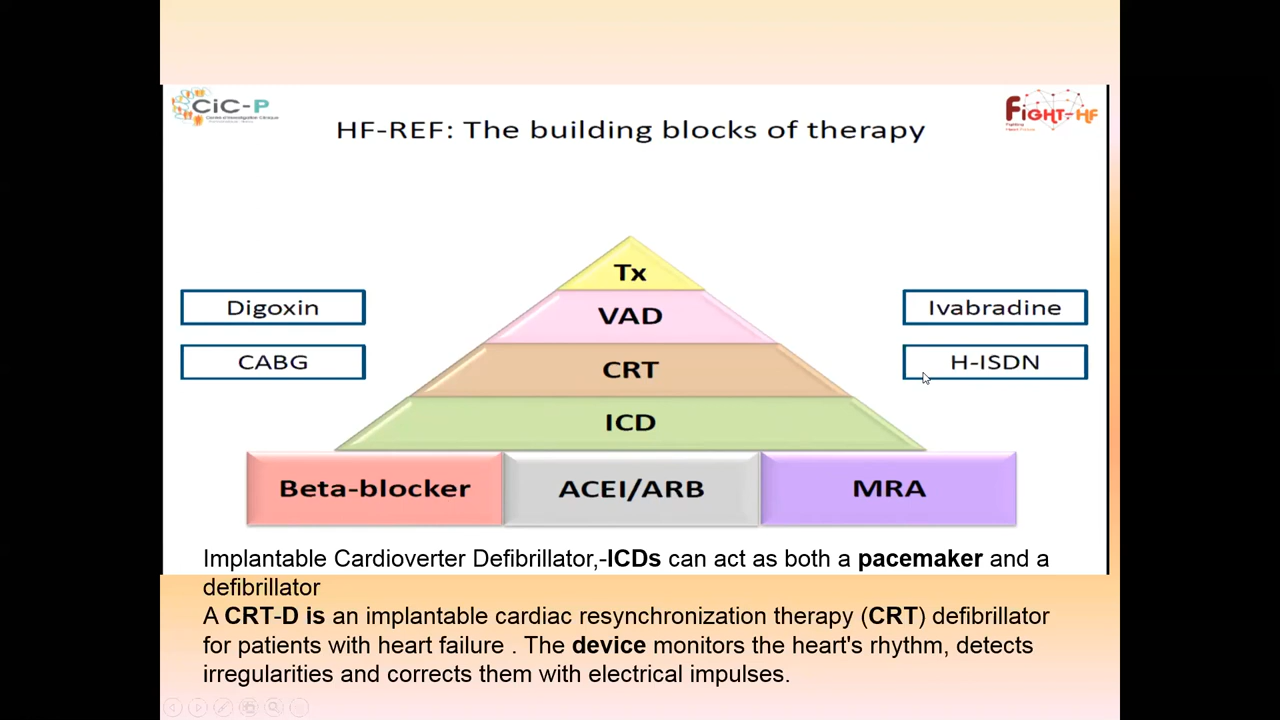 CiC-P
HF-REF: The building blocks of therapy
FIGHT-HF
Tx
Digoxin
VAD
Ivabradine
CABG
CRT
H-ISDN
ICD
Beta-blocker
ACEI/ARB
MRA
Implantable Cardioverter Defibrillator,-ICDs can act as both a pacemaker and a
defibrillator
A CRT-D is an implantable cardiac resynchronization therapy (CRT) defibrillator
for patients with heart failure . The device monitors the heart's rhythm, detects
irregularities and corrects them with electrical impulses.